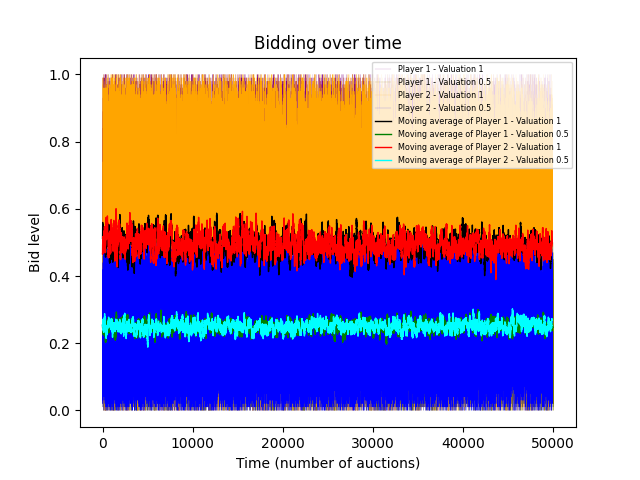 Bidding over time
Player 1 - Valuation 1
Player 1 - Valuation 0.5
Player 2 - Valuation 1
Player 2 - Valuation 0.5
Moving average of Player 1 - Valuation 1
Moving average of Player 1 - Valuation 0.5
Moving average of Player 2 - Valuation 1
Moving average of Player 2 - Valuation 0.5
1.0
0.8
0.6
0.4
0.2
0.0
Bid level
0 10000 20000 30000 40000 50000
Time (number of auctions)